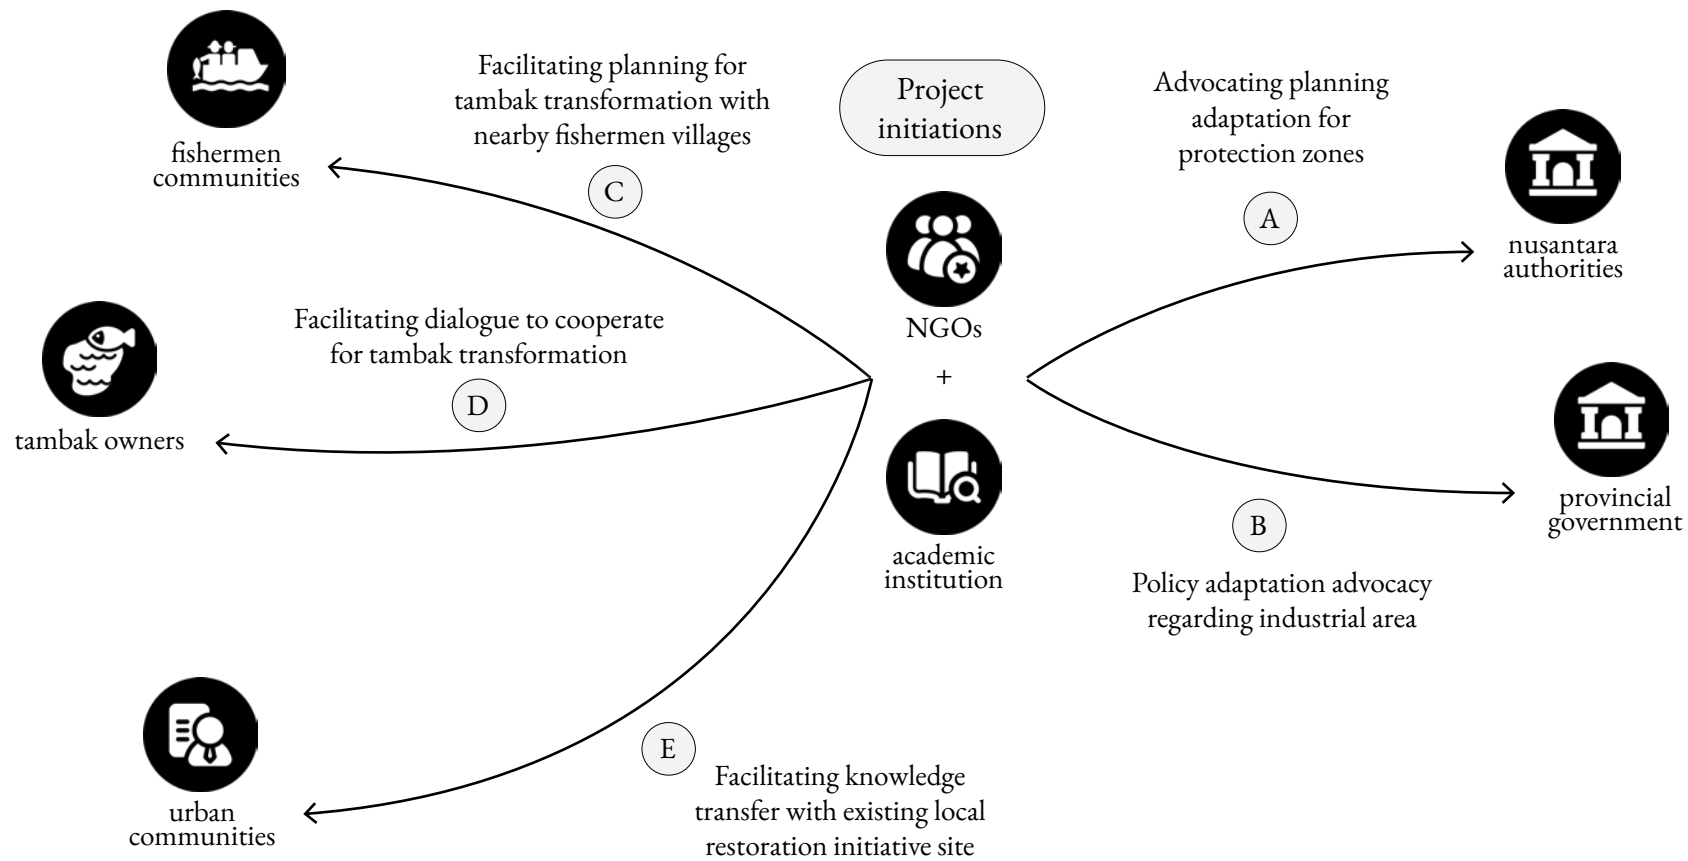 Project
initiations
NGOs
+
academic
institution
Advocating planning
adaptation for
protection zones
A
nusantara
authorities
B
Policy adaptation advocacy
regarding industrial area
provincial
government
Facilitating planning for
tambak transformation with
nearby fishermen villages
C
fishermen
communities
Facilitating dialogue to cooperate
for tambak transformation
D
tambak owners
E
Facilitating knowledge
transfer with existing local
restoration initiative site
urban
communities